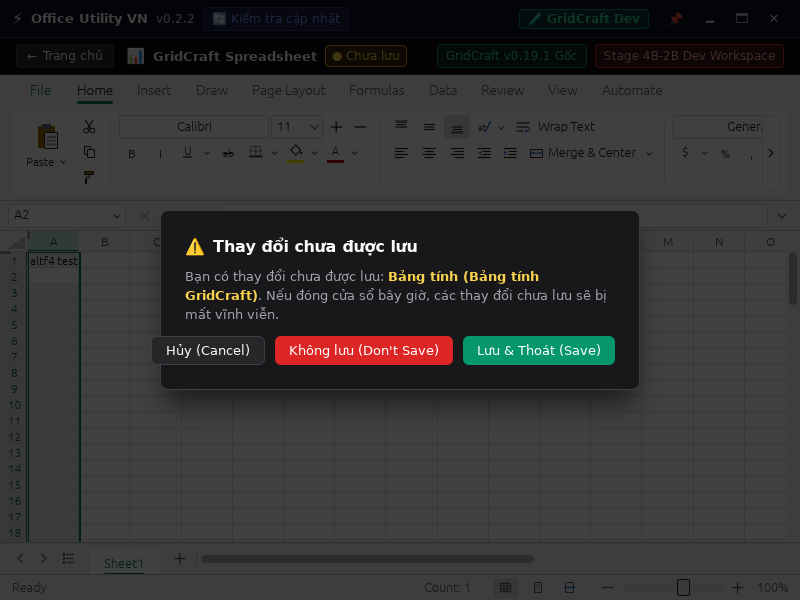 Office Utility VN v0.2.2 Kiểm tra cập nhật GridCraft Dev
← Trang chủ GridCraft Spreadsheet Chưa lưu GridCraft v0.19.1 Gốc Stage 4B-2B Dev Workspace
File Home Insert Draw Page Layout Formulas Data Review View Automate
Calibri 11 Wrap Text Gener
Paste B I U ab A Merge & Center $ % ,
A2
A B C M N O
1 altf4 test
2
3
4
5
6
7
8
9
10
11
12
13
14
15
16
17
18
Thay đổi chưa được lưu
Bạn có thay đổi chưa được lưu: Bảng tính (Bảng tính
GridCraft). Nếu đóng cửa sổ bây giờ, các thay đổi chưa lưu sẽ bị
mất vĩnh viễn.
Hủy (Cancel) Không lưu (Don't Save) Lưu & Thoát (Save)
Sheet1
Ready Count: 1 100%